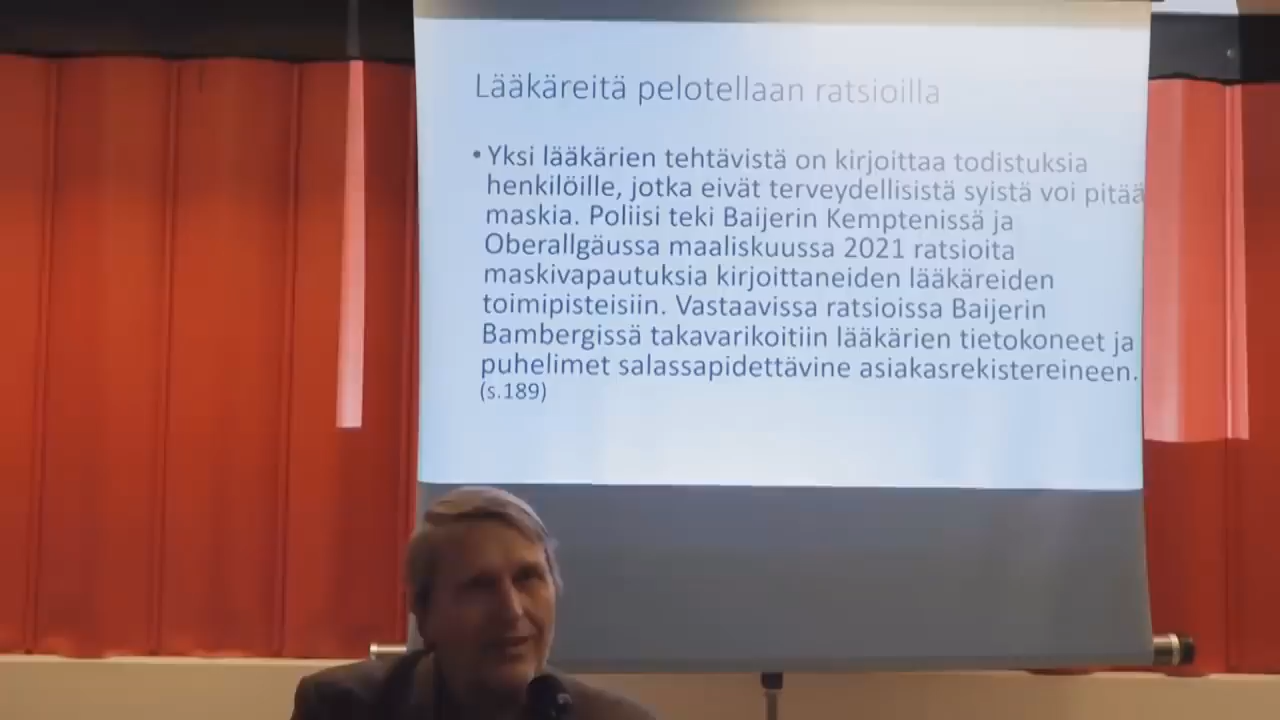 Lääkäreitä pelotellaan ratsioilla
• Yksi lääkärien tehtävistä on kirjoittaa todistuksia
henkilöille, jotka eivät terveydellisistä syistä voi pitää
maskia. Poliisi teki Baijerin Kemptenissä ja
Oberallgäussa maaliskuussa 2021 ratsioita
maskivapautuksia kirjoittaneiden lääkäreiden
toimipisteisiin. Vastaavissa ratsioissa Baijerin
Bambergissä takavarikoitiin lääkärien tietokoneet ja
puhelimet salassapidettävine asiakasrekistereineen.
(s.189)